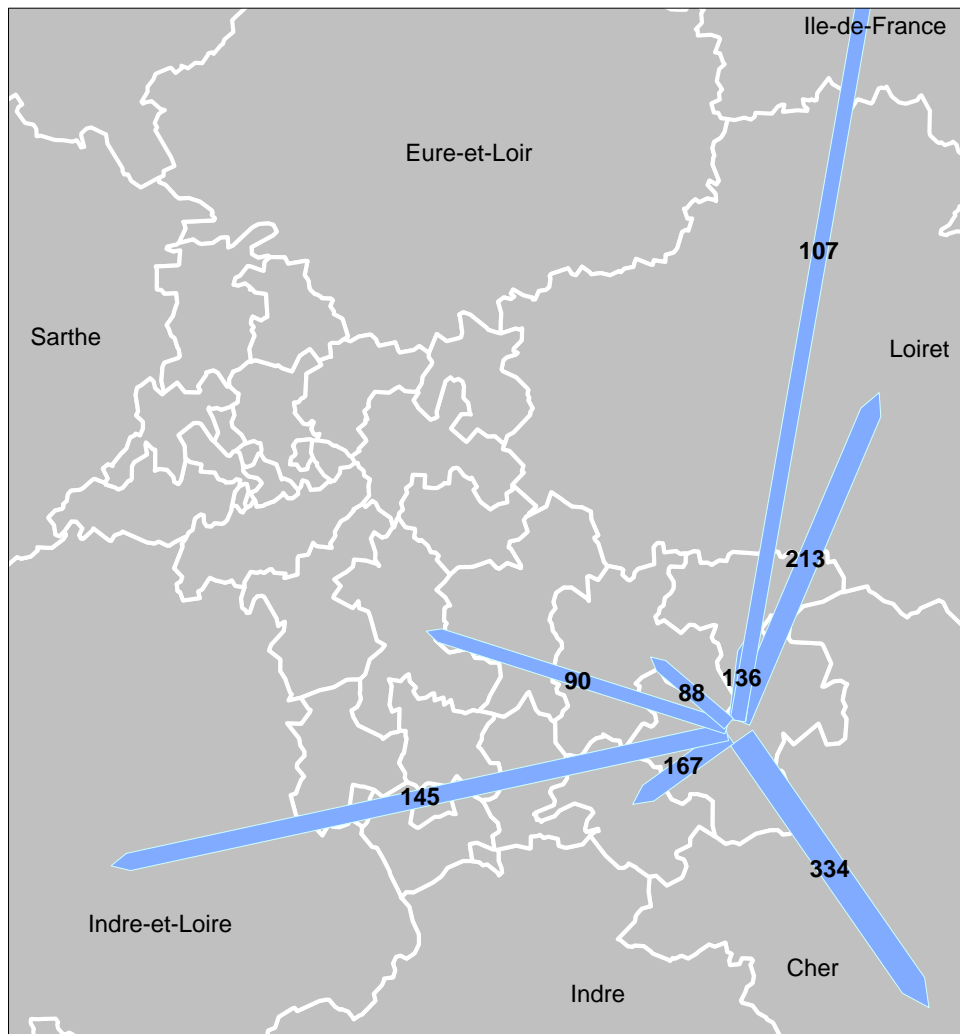 Ile-de-France
Eure-et-Loir
107
Sarthe
Loiret
213
136
90
88
167
145
334
Indre-et-Loire
Cher
Indre